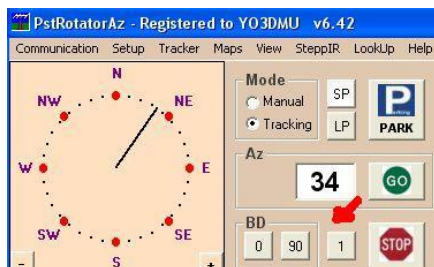 PstRotatorAz - Registered to YO3DMU v6.42
Communication Setup Tracker Maps View SteppIR LookUp Help
N
NW
NE
W
E
SW
SE
S
-
+
Mode
Manual
Tracking
SP
LP
P
PARK
Az
34
GO
BD
0
90
1
STOP